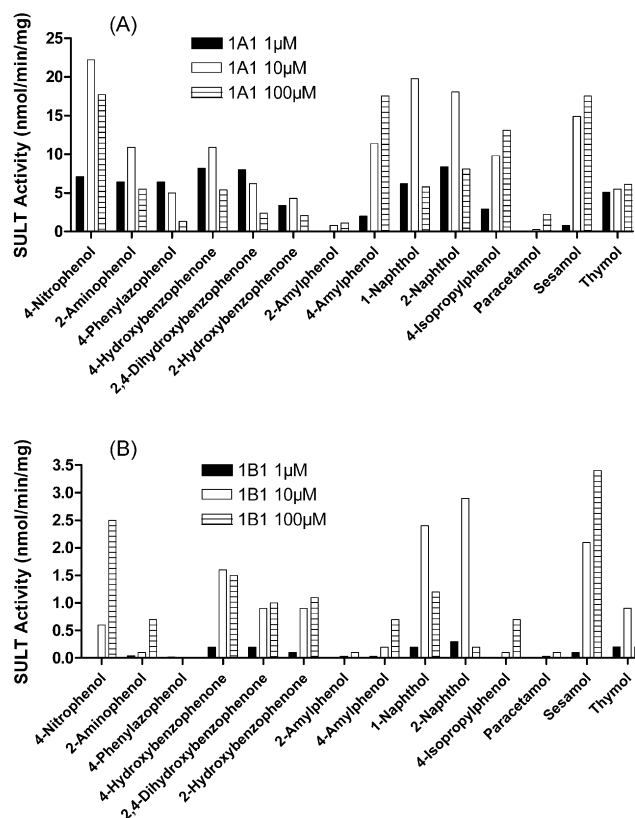 (A)
1A1 1µM
1A1 10µM
1A1 100µM
SULT Activity (nmol/min/mg)
25
20
15
10
5
0
4-Nitrophenol
2-Aminophenol
4-Phenylazophenol
4-Hydroxybenzophenone
2,4-Dihydroxybenzophenone
2-Hydroxybenzophenone
2-Amylphenol
4-Amylphenol
1-Naphthol
2-Naphthol
4-Isopropylphenol
Paracetamol
Sesamol
Thymol
(B)
1B1 1µM
1B1 10µM
1B1 100µM
SULT Activity (nmol/min/mg)
3.5
3.0
2.5
2.0
1.5
1.0
0.5
0.0
4-Nitrophenol
2-Aminophenol
4-Phenylazophenol
4-Hydroxybenzophenone
2,4-Dihydroxybenzophenone
2-Hydroxybenzophenone
2-Amylphenol
4-Amylphenol
1-Naphthol
2-Naphthol
4-Isopropylphenol
Paracetamol
Sesamol
Thymol